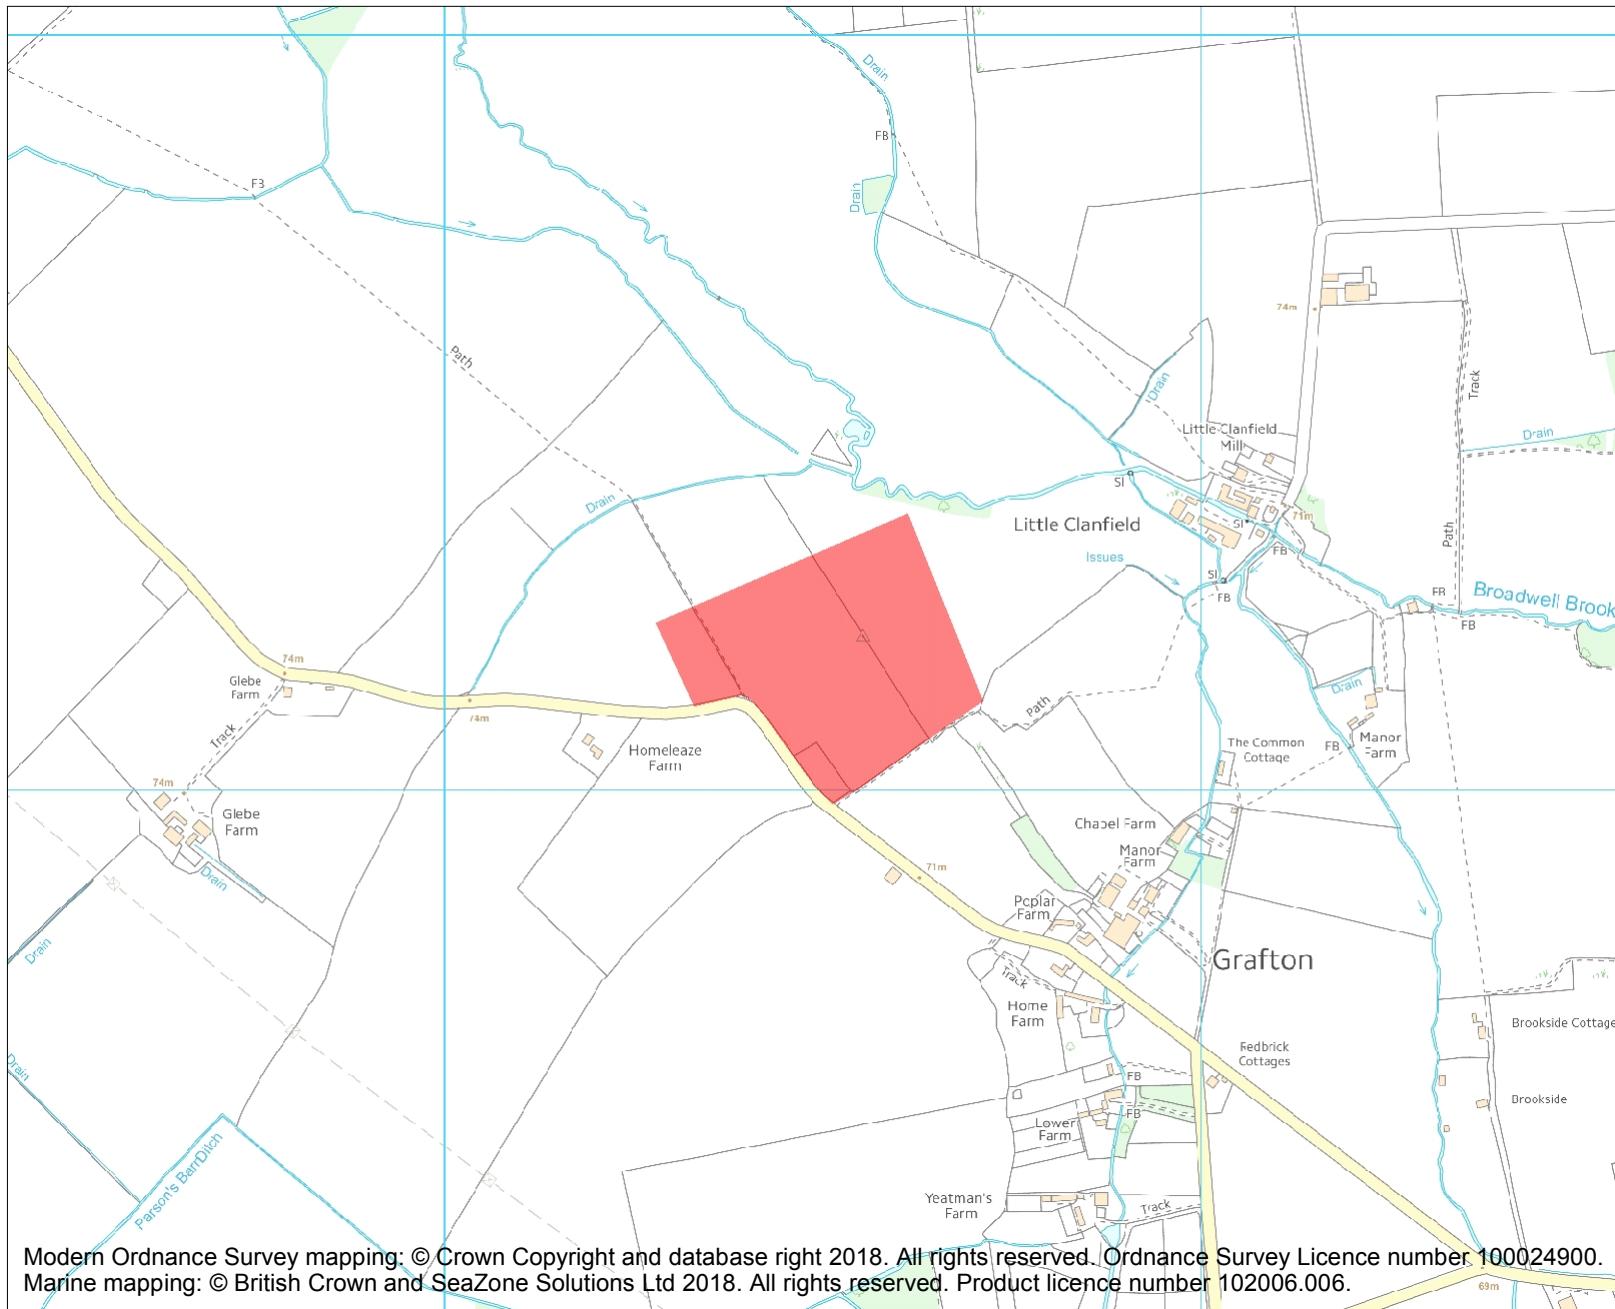 Drain
FB
Drain
F3
74m
Path
Track
Drain
Little Clanfield
Mill
Drain
Drain
SI
71m
SI
Little Clanfield
Path
FB
Issues
SI
FB
FB
Broadwell Brook
FB
74m
Glebe
Farm
74m
Track
Drain
Path
Manor
Farm
FB
The Common
Cottage
Homeleaze
Farm
74m
Glebe
Farm
Drain
Chapel Farm
Manor
Farm
71m
Poplar
Farm
Grafton
Drain
Track
Home
Farm
Brookside Cottage
Redbrick
Cottages
Drain
FB
Brookside
FB
Lower
Farm
Parson's Barn Ditch
Yeatman's
Farm
Track
Modern Ordnance Survey mapping: © Crown Copyright and database right 2018. All rights reserved. Ordnance Survey Licence number 100024900.
Marine mapping: © British Crown and SeaZone Solutions Ltd 2018. All rights reserved. Product licence number 102006.006.
69m